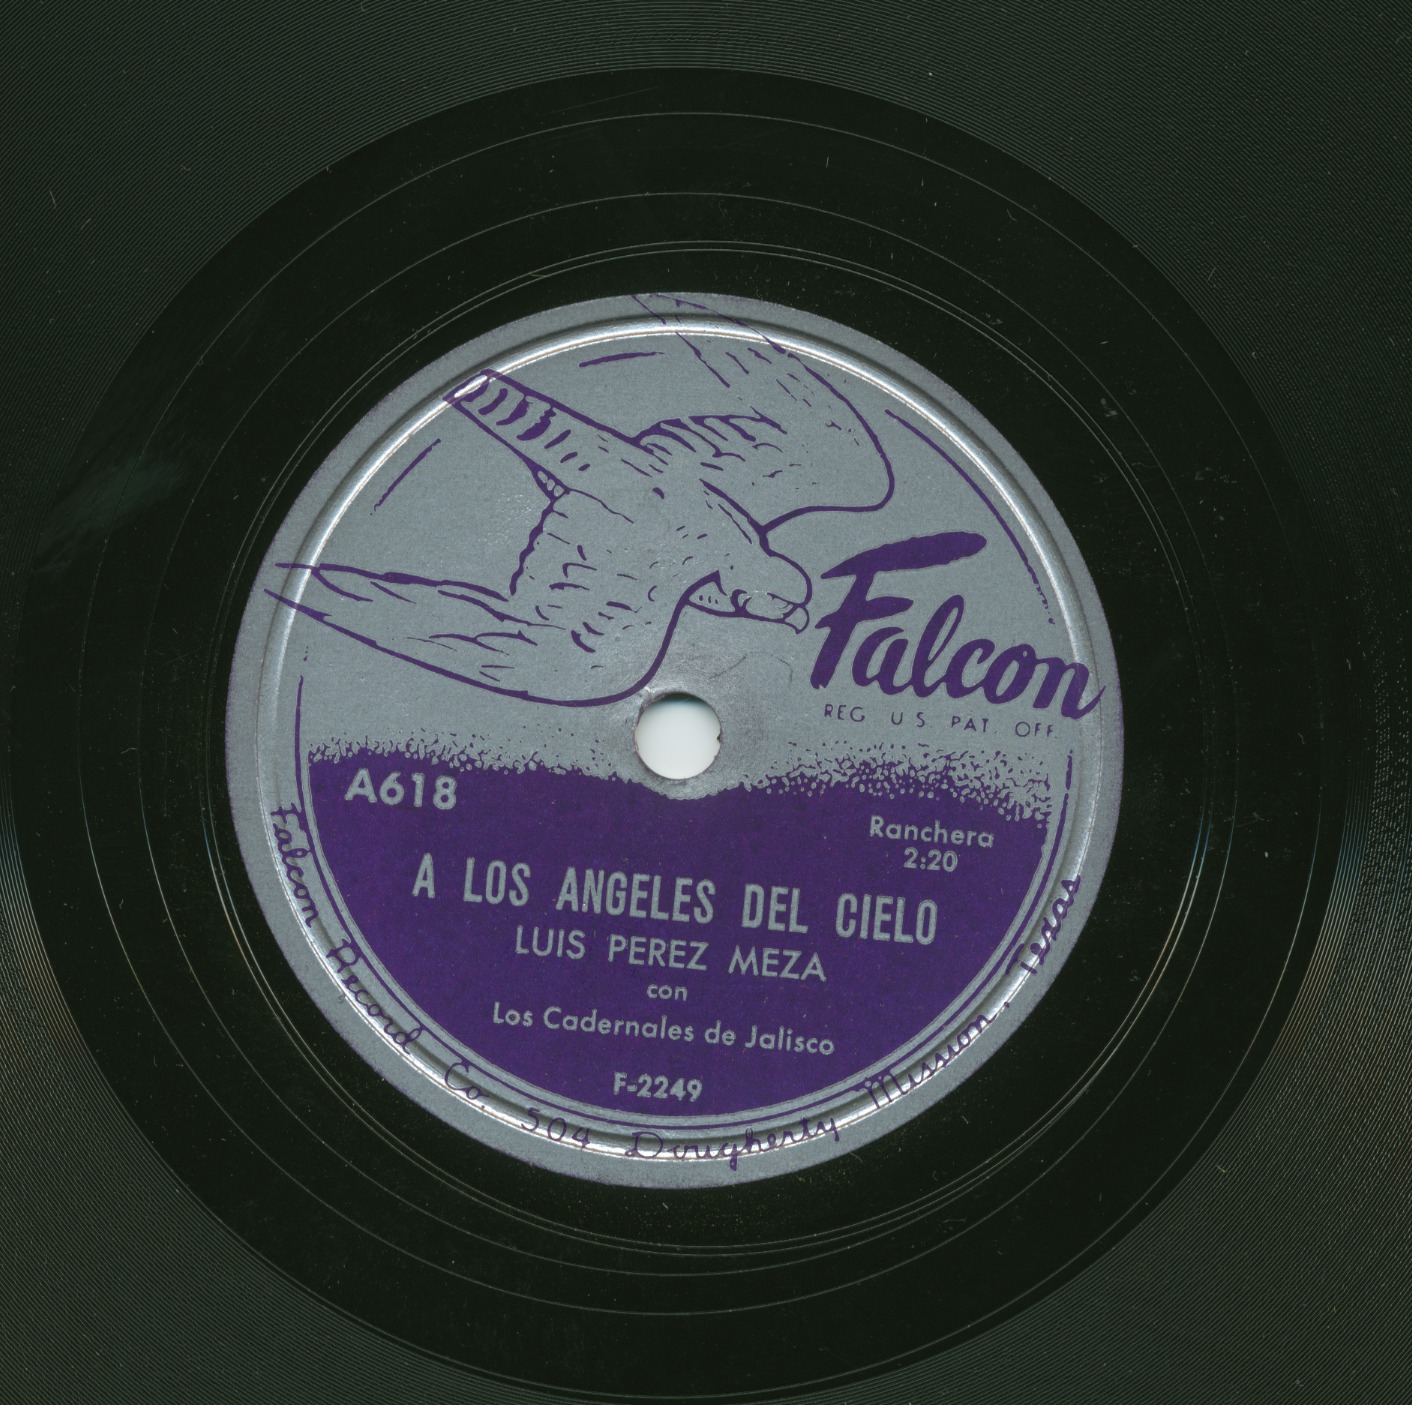 Falcon
REG US PAT. OFF.
A618
Ranchera
2:20
A LOS ANGELES DEL CIELO
LUIS PEREZ MEZA
con
Los Cadernales de Jalisco
F-2249
Falcon Record Co. 504 Dougherty Mission, Texas